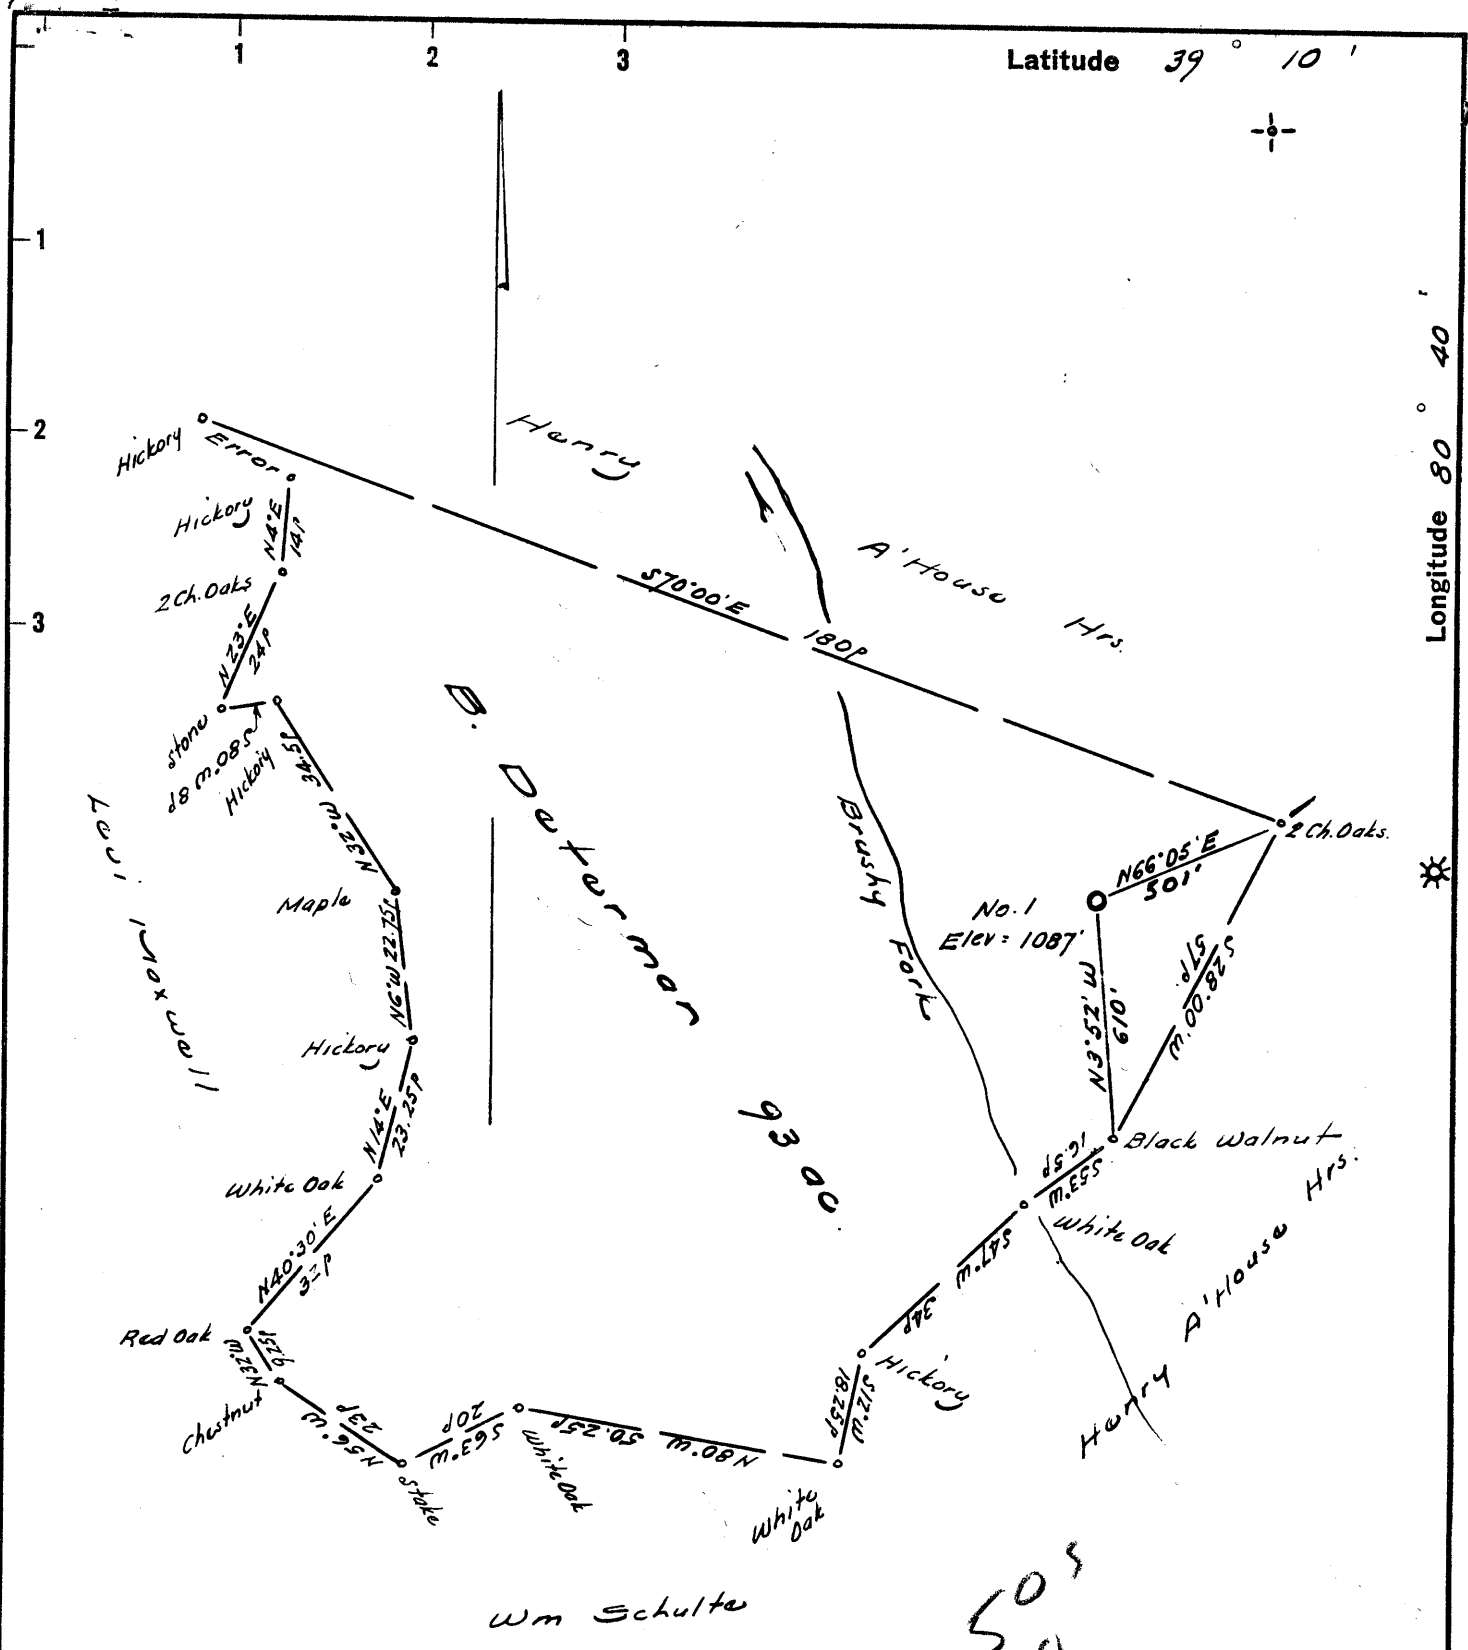 1 2 3
Latitude 39° 10'
1
2
3
Longitude 80° 40'
Henry
A'House
Hrs.
Hickory
Error
Hickory
N4°E
14P
2 Ch. Oaks
N23°E
24P
Stone
S80°W 8P
Hickory
34.5P
N32°W
Maple
N6°W 22.75P
Hickory
N14°E
23.25P
White Oak
N40°30'E
Red Oak
N32°W
9.25P
Chestnut
N56°W
23P
Stake
S63°W
20P
White Oak
N80°W
50.25P
White
Oak
S12°W
18.25P
Hickory
S47°W
34P
White Oak
S53°W
16.5P
Black Walnut
S28°00'W
57P.
2 Ch. Oaks.
N66°05'E
501'
No. 1
Elev = 1087'
N3°52'W
610'
S70°00'E
180P
B. Determar
93 ac.
Brushy
Fork
Levi Maxwell
Wm Schulte
Henry A'House Hrs.
50 s